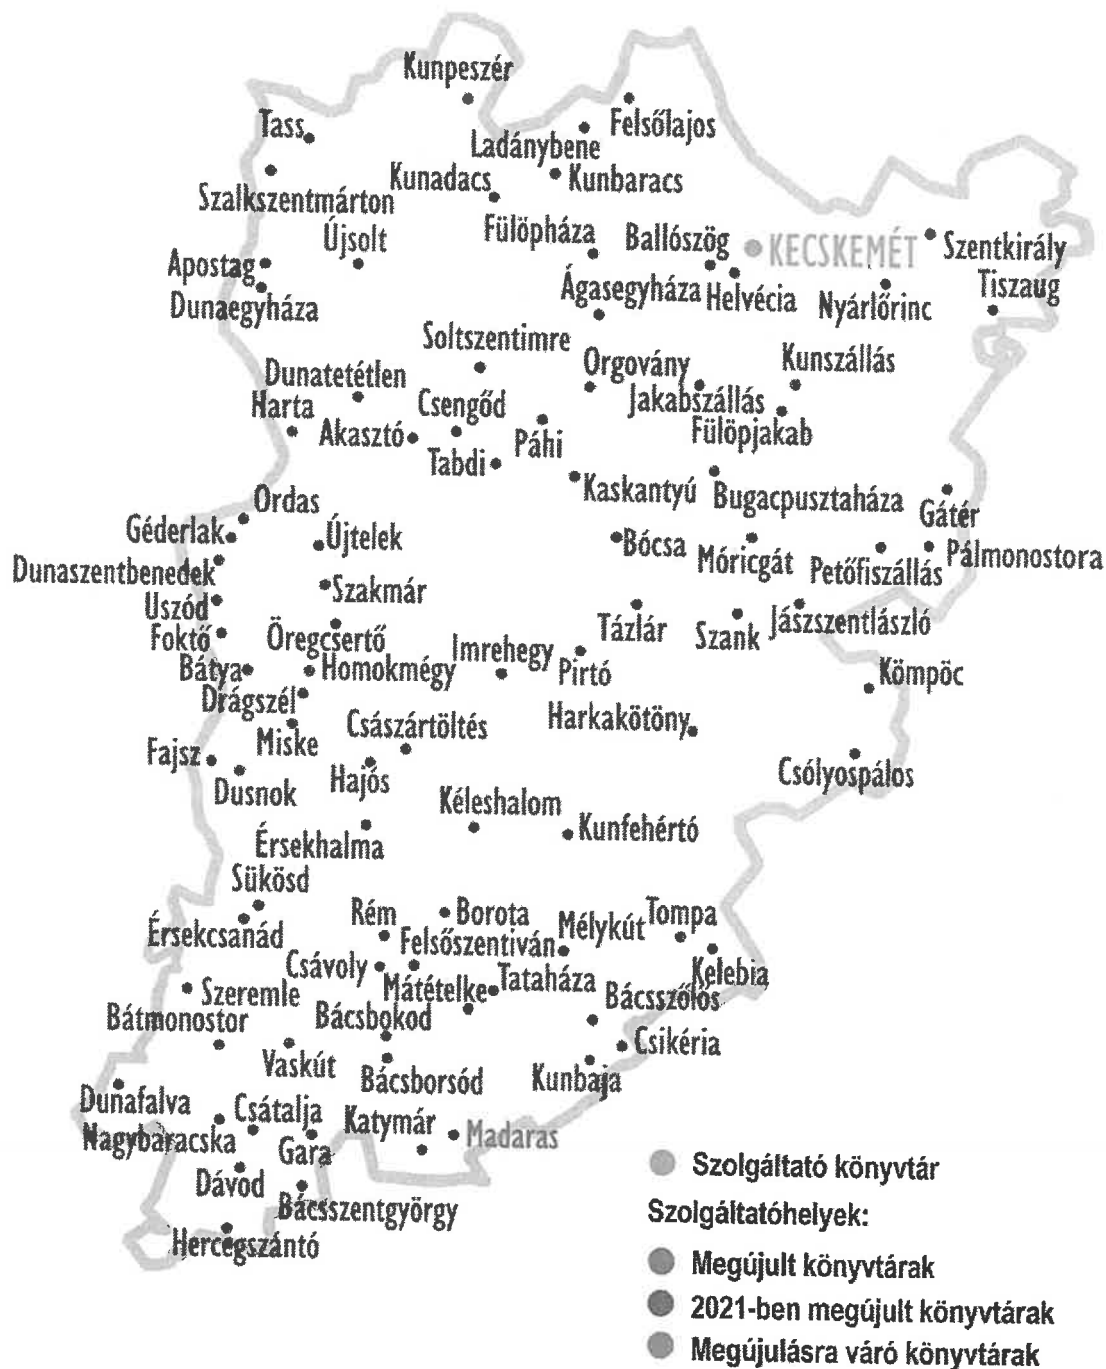 Kunpeszér
Tass
Felsőlajos
Ladánybene
Kunadacs
Kunbaracs
Szalkszentmárton
Újsolt
Fülöpháza
Ballószög
KECSKEMÉT
Szentkirály
Apostag
Dunaegyháza
Ágasegyháza
Helvécia
Nyárlőrinc
Tiszaug
Soltszentimre
Orgovány
Kunszállás
Dunatetétlen
Harta
Csengőd
Jakabszállás
Akasztó
Páhi
Fülöpjakab
Tabdi
Kaskantyú
Bugacpusztaháza
Gátér
Ordas
Géderlak
Újtelek
Bócsa
Móricgát
Petőfiszállás
Pálmonostora
Dunaszentbenedek
Szakmár
Uszód
Foktő
Öregcsertő
Tázlár
Szank
Jászszentlászló
Bátya
Homokmégy
Imrehegy
Pirtó
Kömpöc
Drágszél
Császártöltés
Harkakötöny
Miske
Fajsz
Dusnok
Hajós
Csólyospálos
Kéleshalom
Kunfehértó
Érsekhalma
Sükösd
Érsekcsanád
Rém
Borota
Mélykút
Tompa
Felsőszentiván
Csávoly
Mátételke
Tataháza
Kelebia
Szeremle
Bácsszőlős
Bátmonostor
Bácsbokod
Csikéria
Vaskút
Bácsborsód
Kunbaja
Dunafalva
Csátalja
Katymár
Madaras
Nagybaracska
Gara
Dávod
Bácsszentgyörgy
Hercegszántó
Szolgáltató könyvtár
Szolgáltatóhelyek:
Megújult könyvtárak
2021-ben megújult könyvtárak
Megújulásra váró könyvtárak